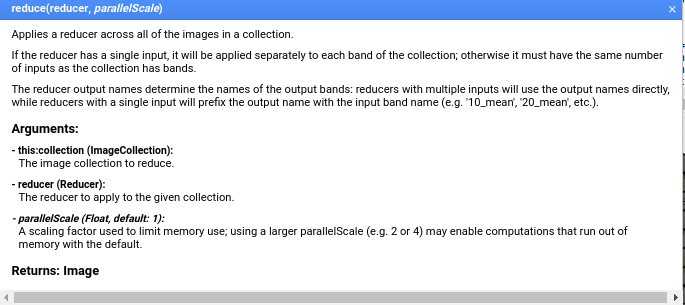 reduce(reducer, parallelScale)
Applies a reducer across all of the images in a collection.
If the reducer has a single input, it will be applied separately to each band of the collection; otherwise it must have the same number
of inputs as the collection has bands.
The reducer output names determine the names of the output bands: reducers with multiple inputs will use the output names directly,
while reducers with a single input will prefix the output name with the input band name (e.g. '10_mean', '20_mean', etc.).
Arguments:
- this:collection (ImageCollection):
The image collection to reduce.
- reducer (Reducer):
The reducer to apply to the given collection.
- parallelScale (Float, default: 1):
A scaling factor used to limit memory use; using a larger parallelScale (e.g. 2 or 4) may enable computations that run out of
memory with the default.
Returns: Image